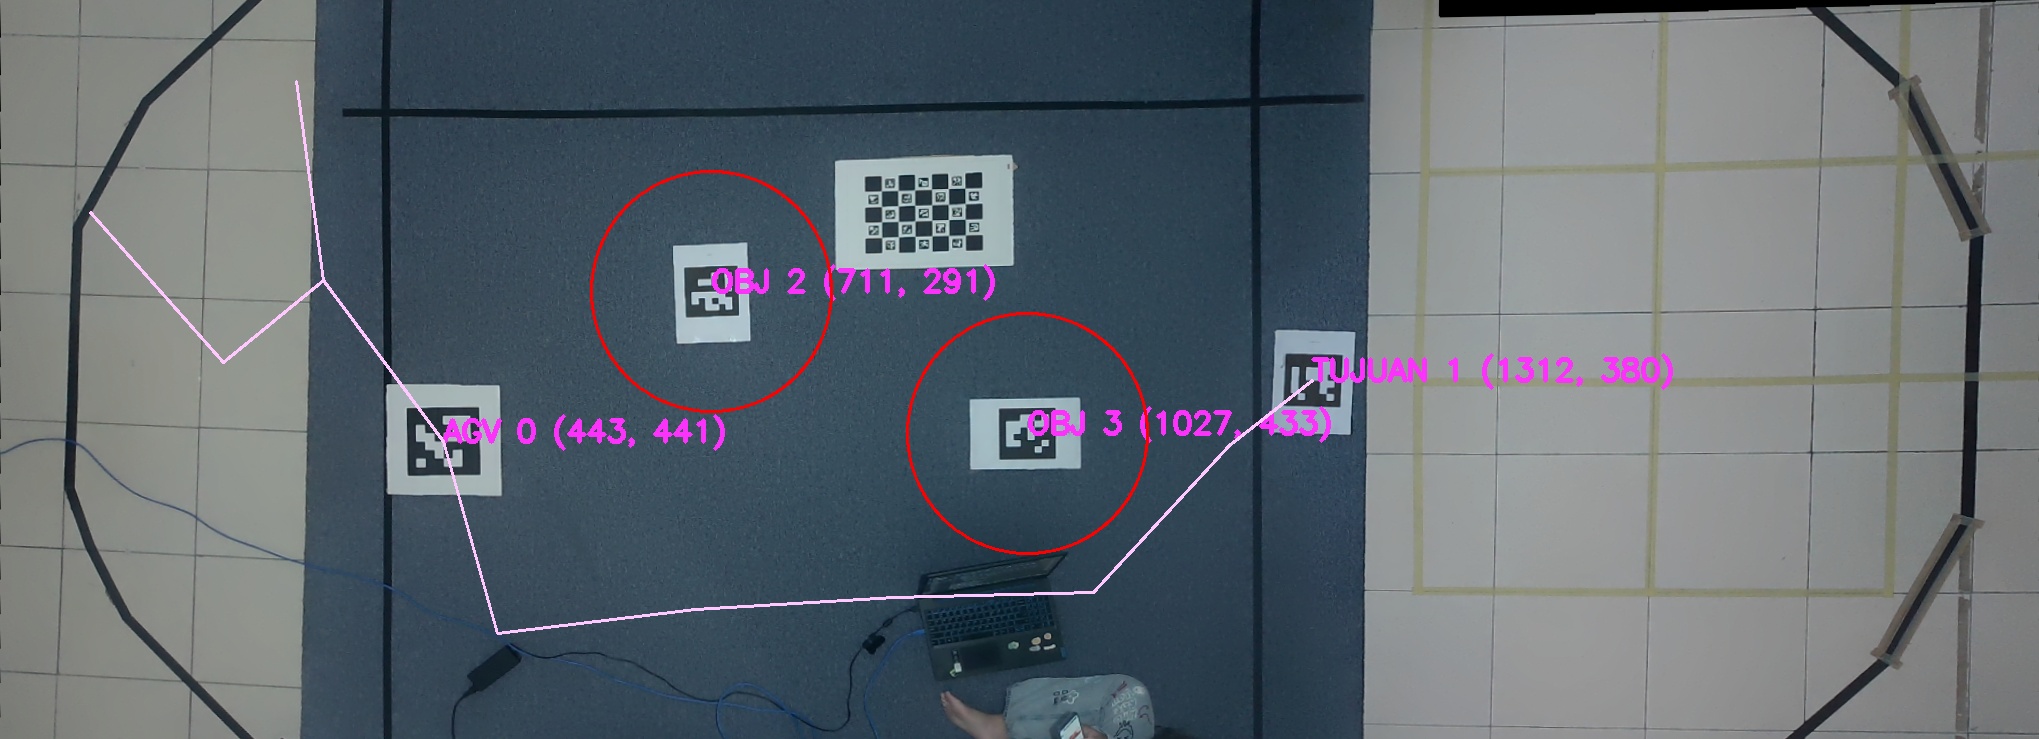 OBJ 2 (711, 291)
TUJUAN 1 (1312, 380)
AGV 0 (443, 441)
OBJ 3 (1027, 433)